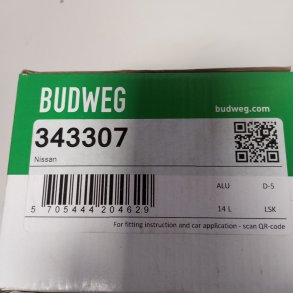 BUDWEG
budweg.com
343307
Nissan
ALU D-5
14 L LSK
5 705444 204629
For fitting instruction and car application - scan QR-code